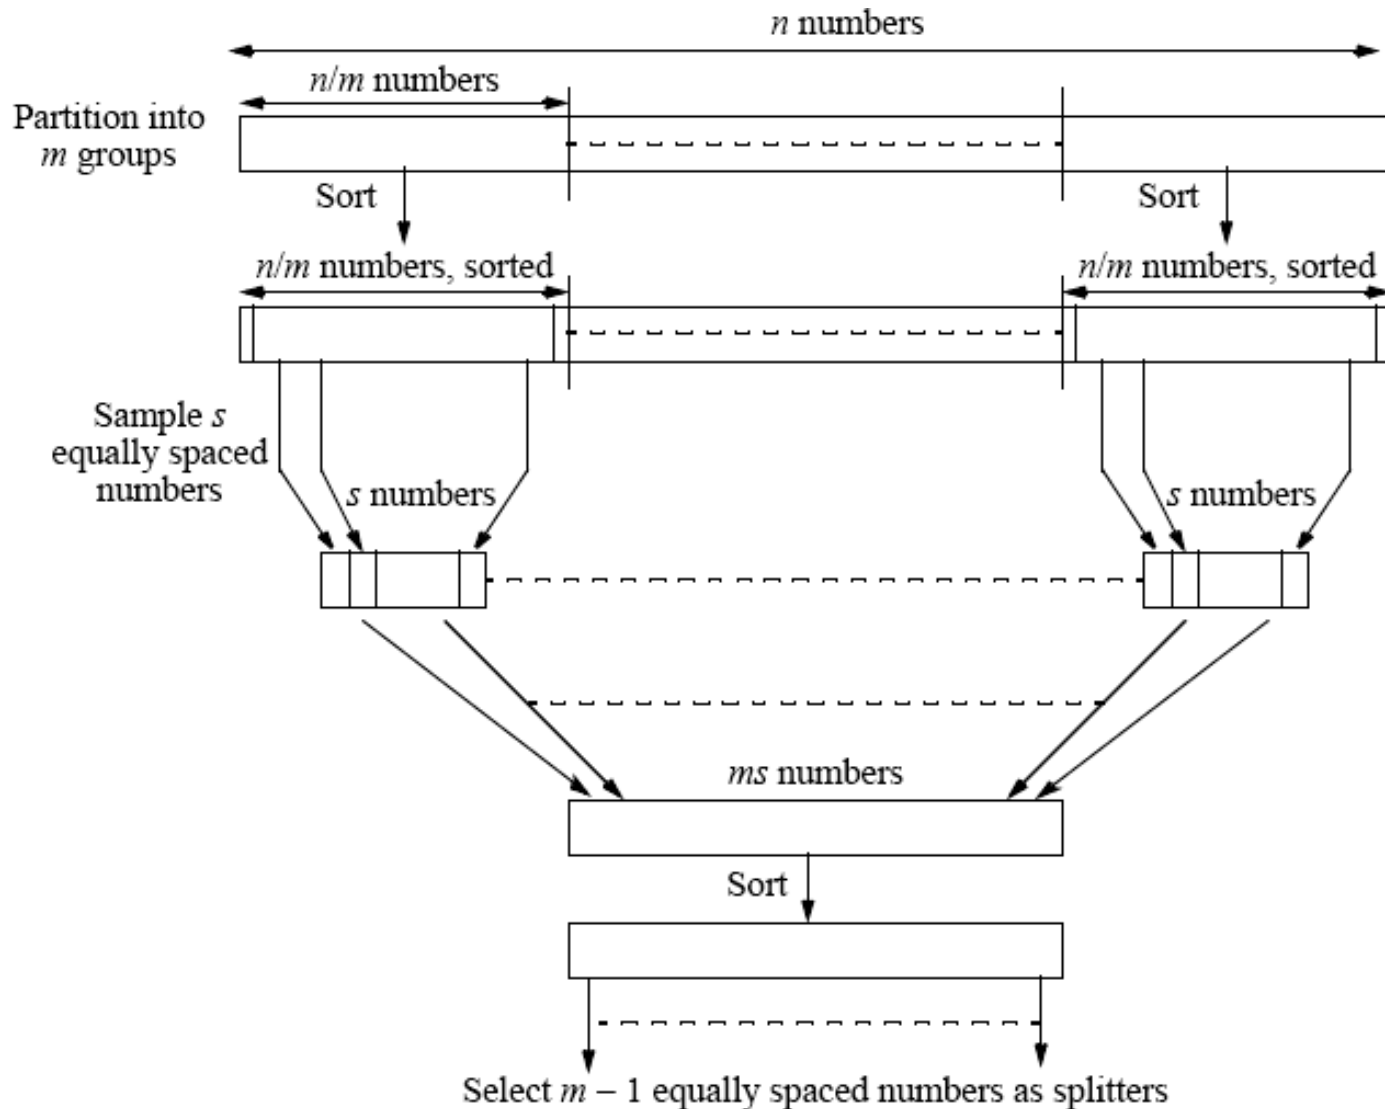 n numbers
n/m numbers
Partition into
m groups
Sort
Sort
n/m numbers, sorted
n/m numbers, sorted
Sample s
equally spaced
numbers
s numbers
s numbers
ms numbers
Sort
Select m – 1 equally spaced numbers as splitters